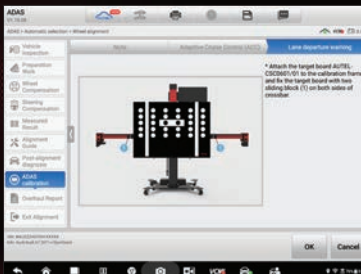 ADAS
ADAS > Automatic selection > Wheel alignment
Vehicle
Inspection
Preparation
Work
Wheel
Compensation
Steering
Compensation
Measured
Result
Alignment
Guide
Post-alignment
diagnosis
ADAS
calibration
Overhaul Report
Exit Alignment
Note
Adaptive Cruise Control (ACC)
Lane departure warning
* Attach the target board AUTEL-
CSC0601/01 to the calibration frame
and fix the target board with two
sliding block (1) on both sides of
crossbar.
OK
Cancel